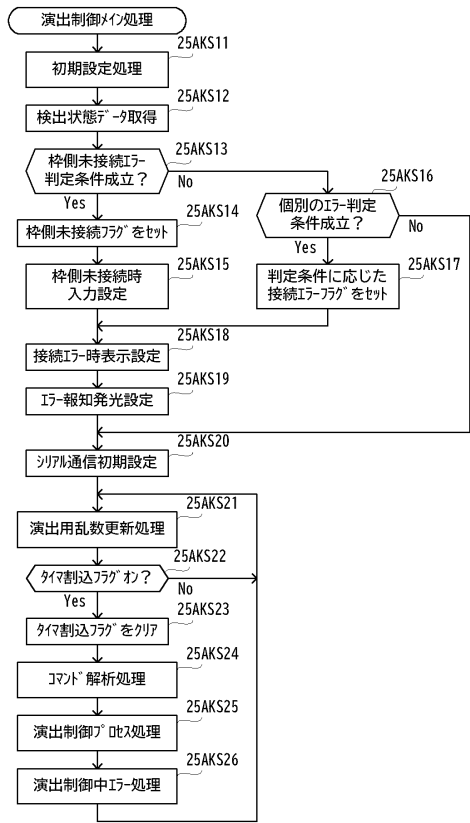 演出制御ﾒｲﾝ処理
25AKS11
初期設定処理
25AKS12
検出状態ﾃﾞｰﾀ取得
25AKS13
枠側未接続ｴﾗｰ
判定条件成立？
No
Yes
25AKS16
個別のｴﾗｰ判定
条件成立？
No
Yes
25AKS14
枠側未接続ﾌﾗｸﾞをｾｯﾄ
25AKS15
枠側未接続時
入力設定
25AKS17
判定条件に応じた
接続ｴﾗｰﾌﾗｸﾞをｾｯﾄ
25AKS18
接続ｴﾗｰ時表示設定
25AKS19
ｴﾗｰ報知発光設定
25AKS20
ｼﾘｱﾙ通信初期設定
25AKS21
演出用乱数更新処理
25AKS22
ﾀｲﾏ割込ﾌﾗｸﾞｵﾝ？
No
Yes
25AKS23
ﾀｲﾏ割込ﾌﾗｸﾞをｸﾘｱ
25AKS24
ｺﾏﾝﾄﾞ解析処理
25AKS25
演出制御ﾌﾟﾛｾｽ処理
25AKS26
演出制御中ｴﾗｰ処理